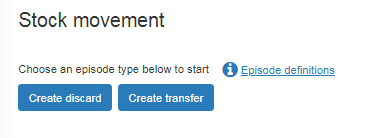 Stock movement
Choose an episode type below to start Episode definitions
Create discard Create transfer